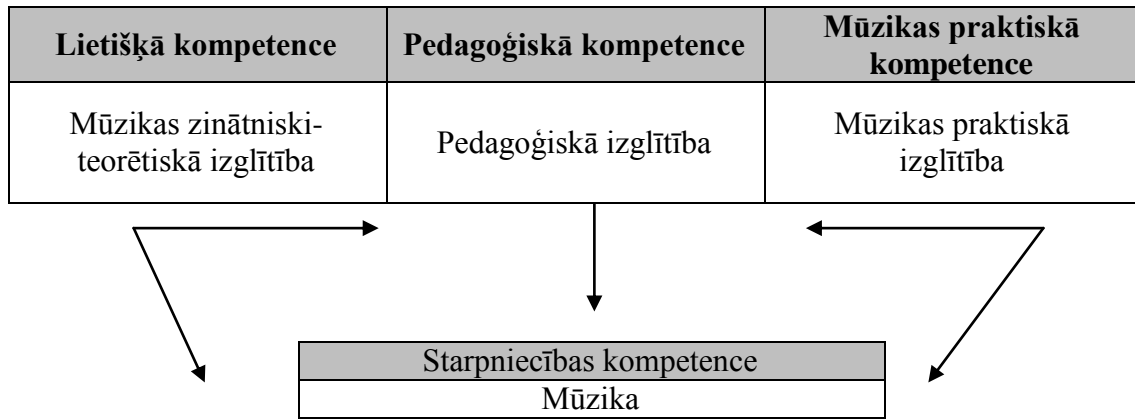 Lietišķā kompetence
Pedagoģiskā kompetence
Mūzikas praktiskā
kompetence
Mūzikas zinātniski-
teorētiskā izglītība
Pedagoģiskā izglītība
Mūzikas praktiskā
izglītība
Starpniecības kompetence
Mūzika